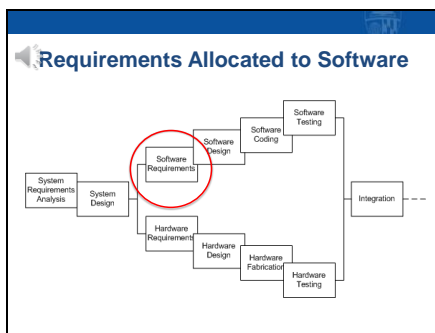 Requirements Allocated to Software
System
Requirements
Analysis
System
Design
Software
Requirements
Software
Design
Software
Coding
Software
Testing
Hardware
Requirements
Hardware
Design
Hardware
Fabrication
Hardware
Testing
Integration